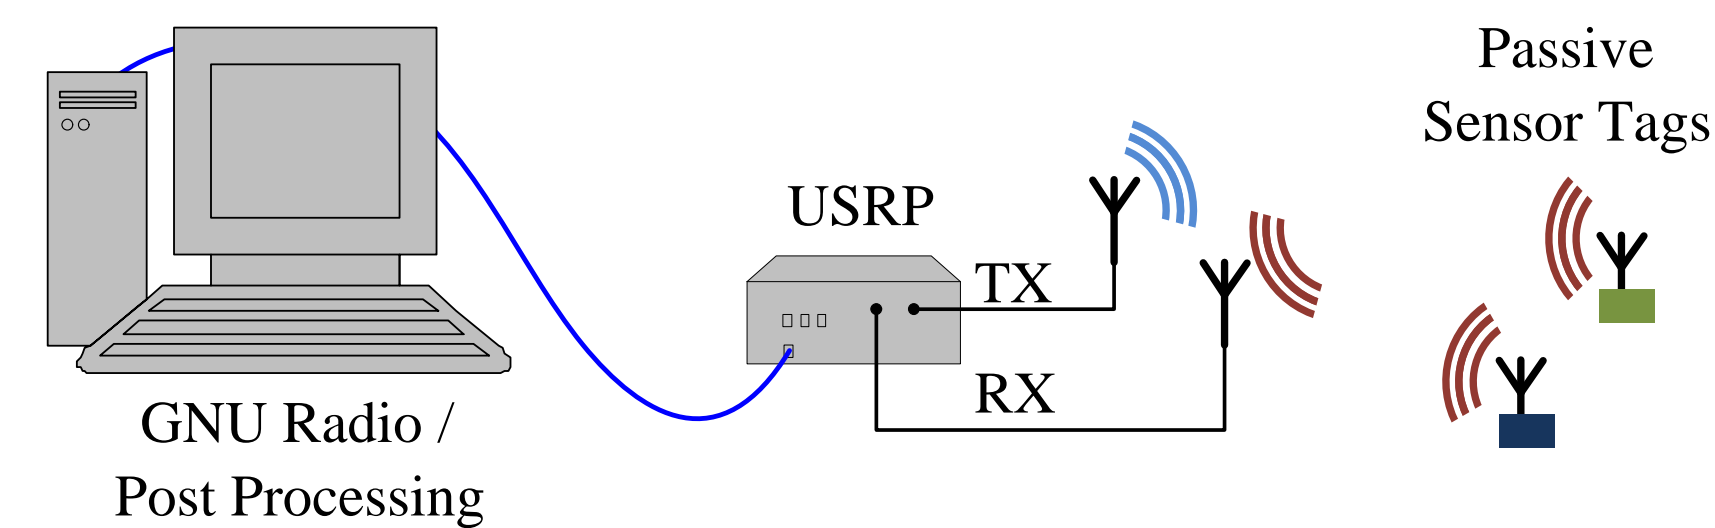 Passive
Sensor Tags
USRP
TX
RX
GNU Radio /
Post Processing